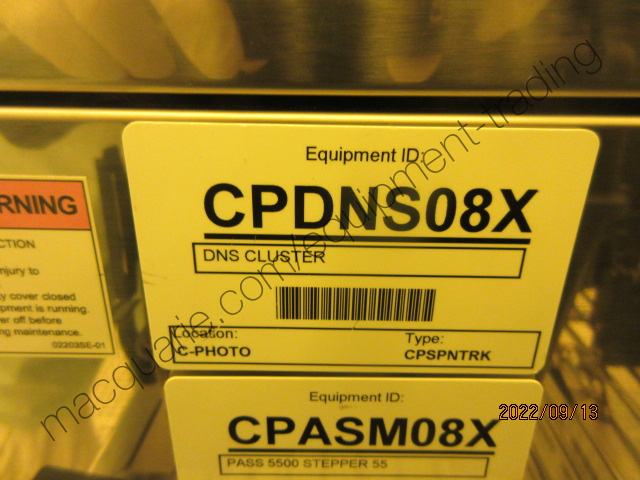 Equipment ID:
CPDNS08X
DNS CLUSTER
Location:
Type:
C-PHOTO
CPSPNTRK
Equipment ID:
CPASM08X
PASS 5500 STEPPER 55
RNING
CTION
njury to
y cover closed
pment is running.
er off before
ng maintenance.
02203SE-01
macquarie.com/equipment-trading
2022/09/13